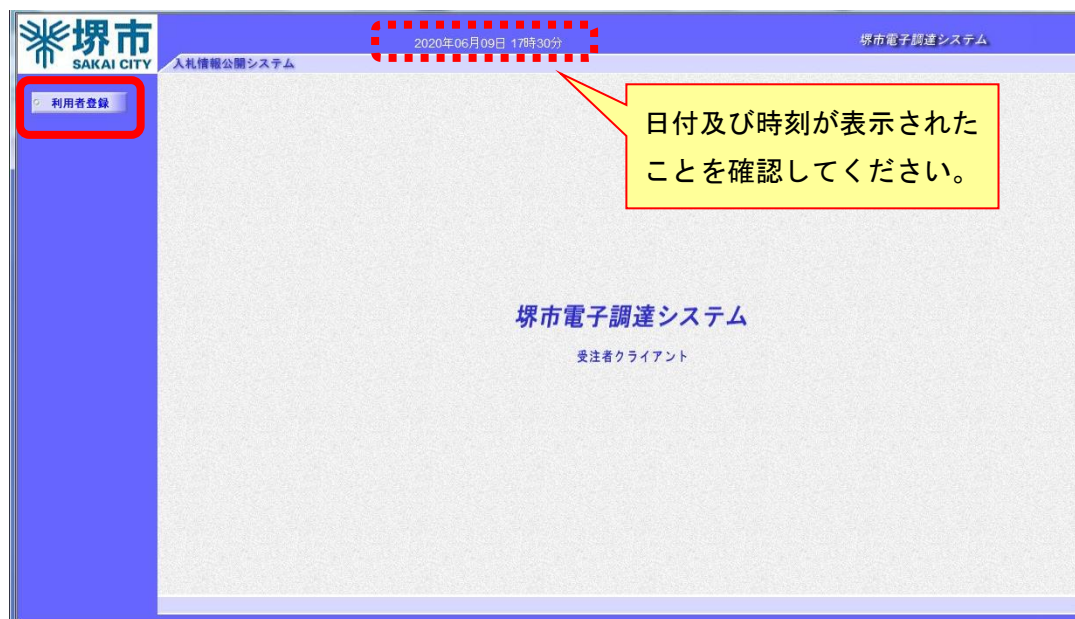 堺市
SAKAI CITY
2020年06月09日 17時30分
堺市電子調達システム
入札情報公開システム
利用者登録
日付及び時刻が表示された
ことを確認してください。
堺市電子調達システム
受注者クライアント